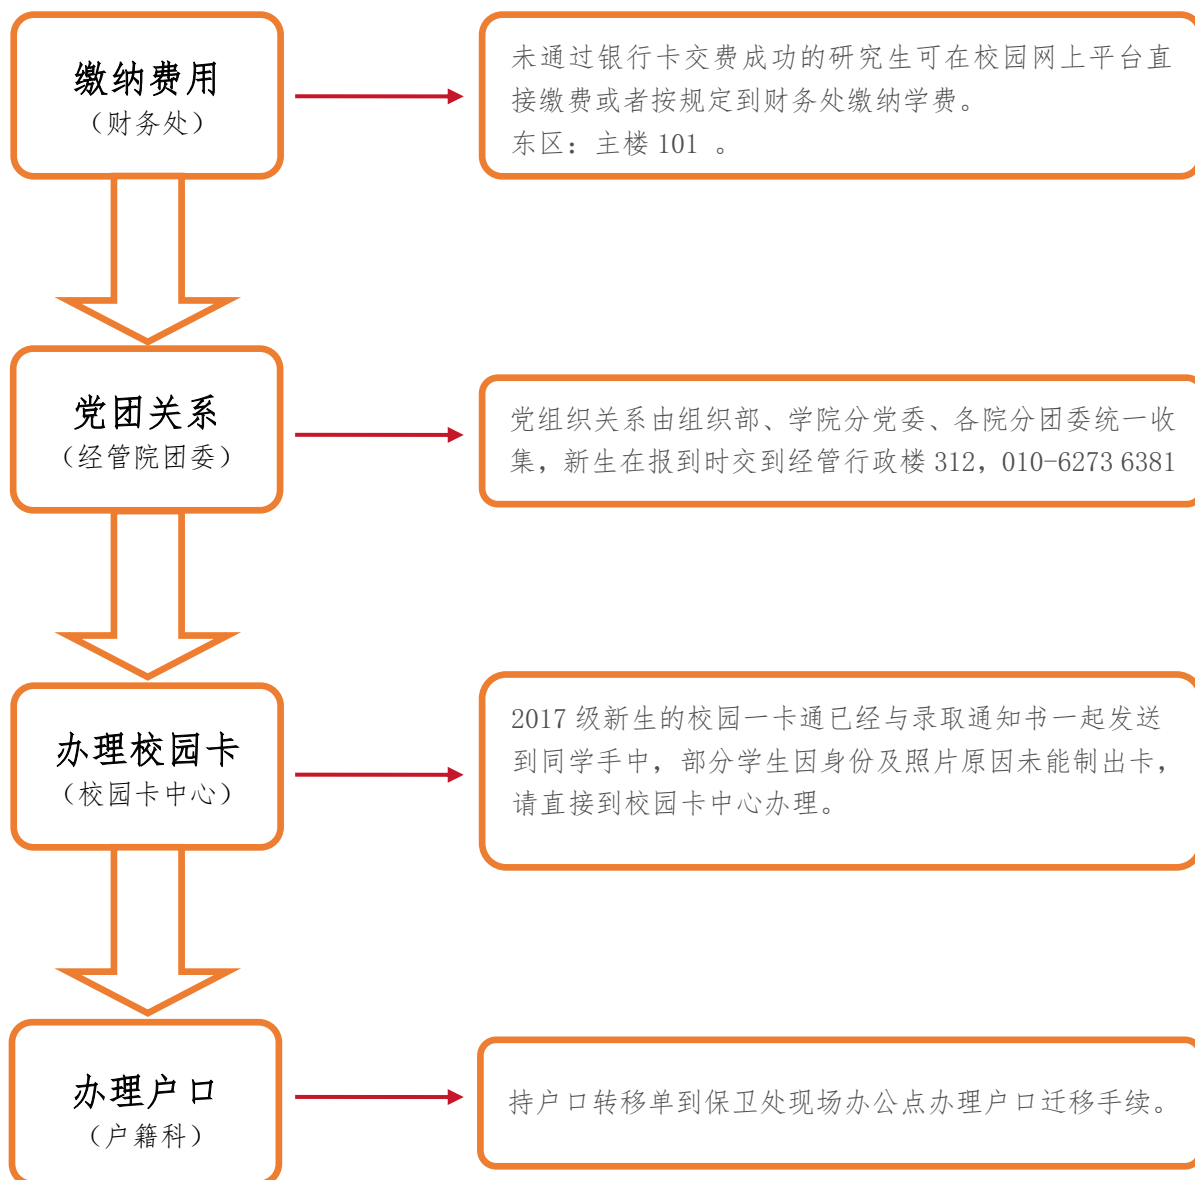 缴纳费用
（财务处）
未通过银行卡交费成功的研究生可在校园网上平台直
接缴费或者按规定到财务处缴纳学费。
东区：主楼 101 。
党团关系
（经管院团委）
党组织关系由组织部、学院分党委、各院分团委统一收
集，新生在报到时交到经管行政楼 312，010-6273 6381
办理校园卡
（校园卡中心）
2017 级新生的校园一卡通已经与录取通知书一起发送
到同学手中，部分学生因身份及照片原因未能制出卡，
请直接到校园卡中心办理。
办理户口
（户籍科）
持户口转移单到保卫处现场办公点办理户口迁移手续。